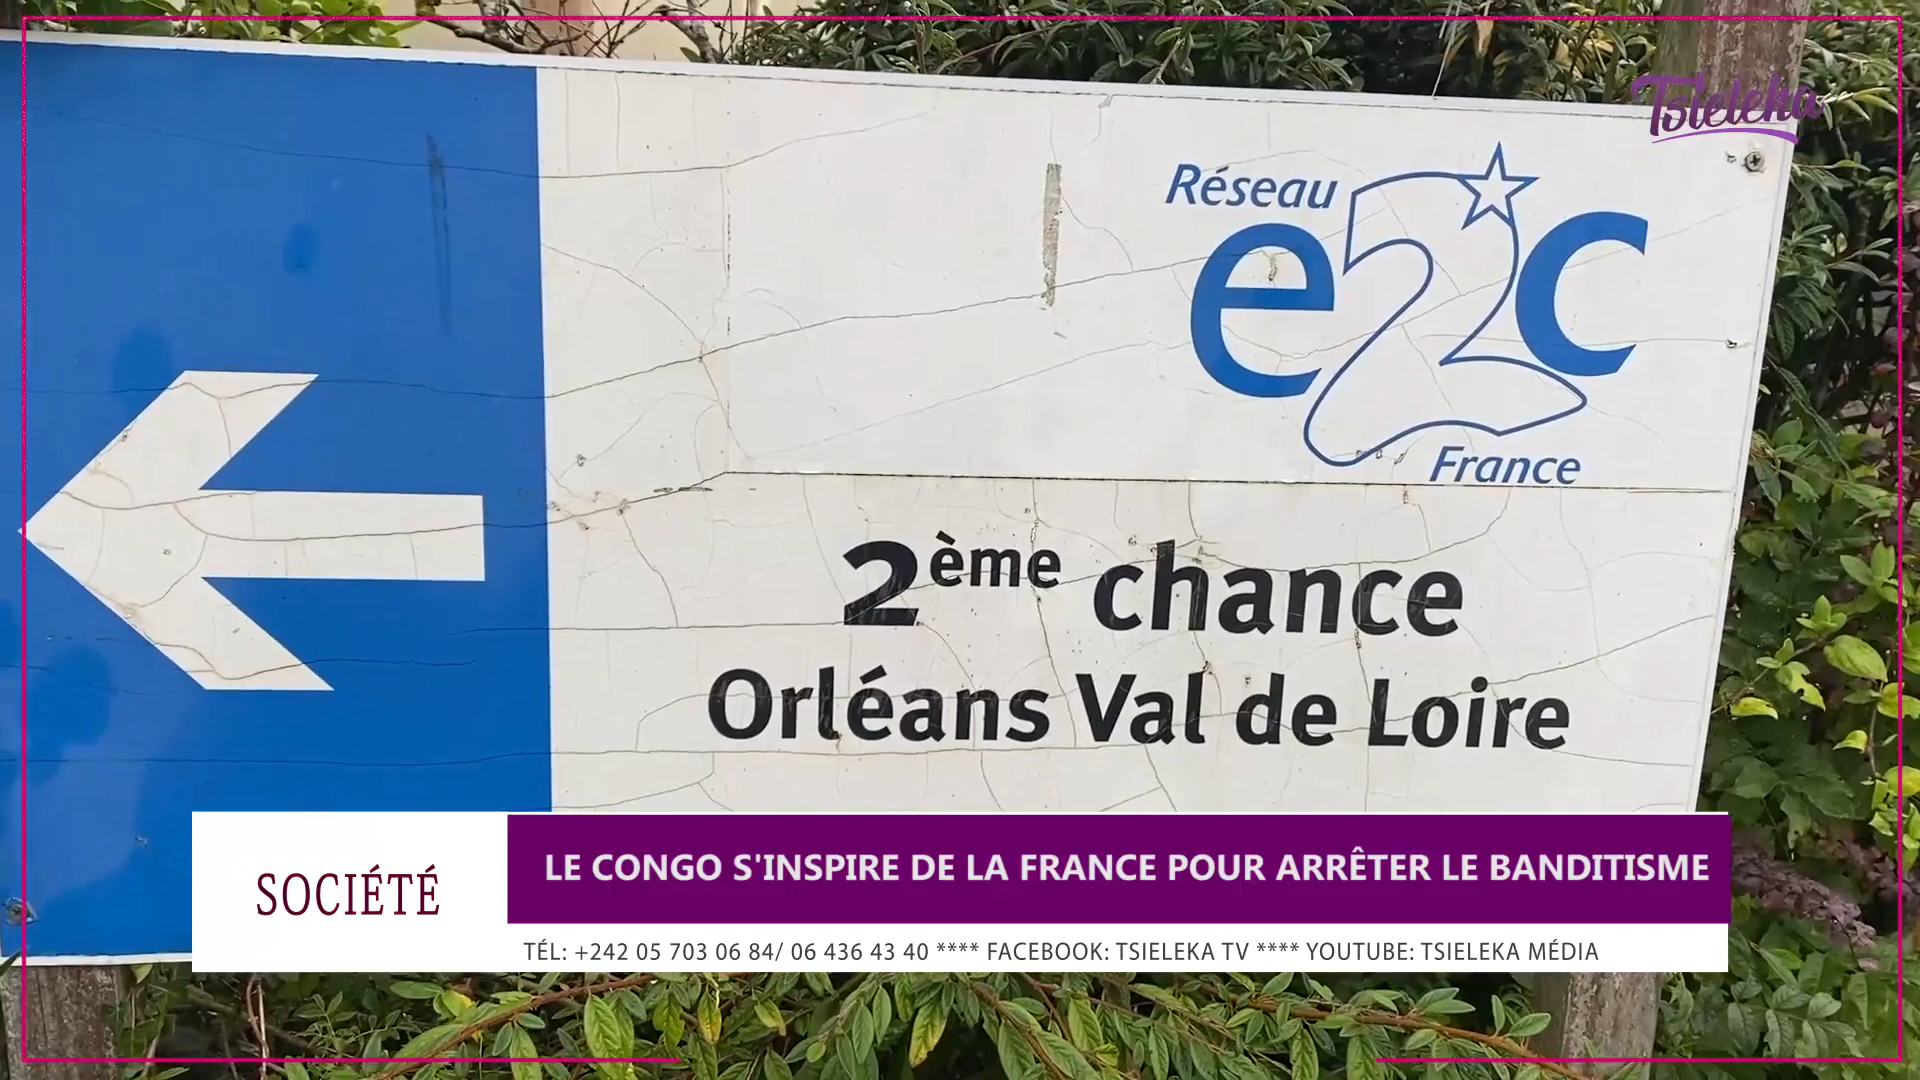 Tsieleka
Réseau
e2c
France
2ème chance
Orléans Val de Loire
SOCIÉTÉ
LE CONGO S'INSPIRE DE LA FRANCE POUR ARRÊTER LE BANDITISME
TÉL: +242 05 703 06 84/ 06 436 43 40 **** FACEBOOK: TSIELEKA TV **** YOUTUBE: TSIELEKA MÉDIA